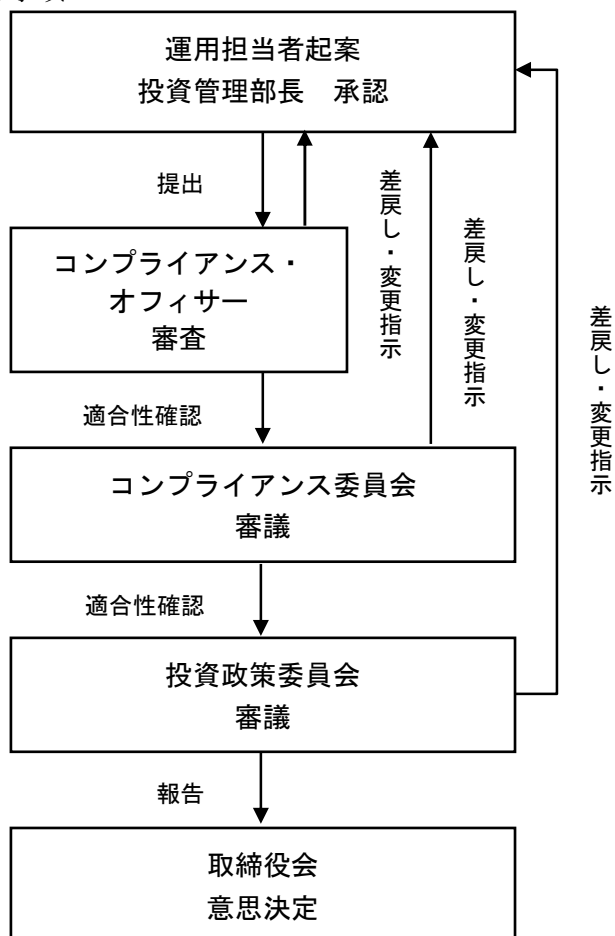 運用担当者起案
投資管理部長　承認
提出
差戻し・変更指示
差戻し・変更指示
差戻し・変更指示
コンプライアンス・
オフィサー
審査
適合性確認
コンプライアンス委員会
審議
適合性確認
投資政策委員会
審議
報告
取締役会
意思決定